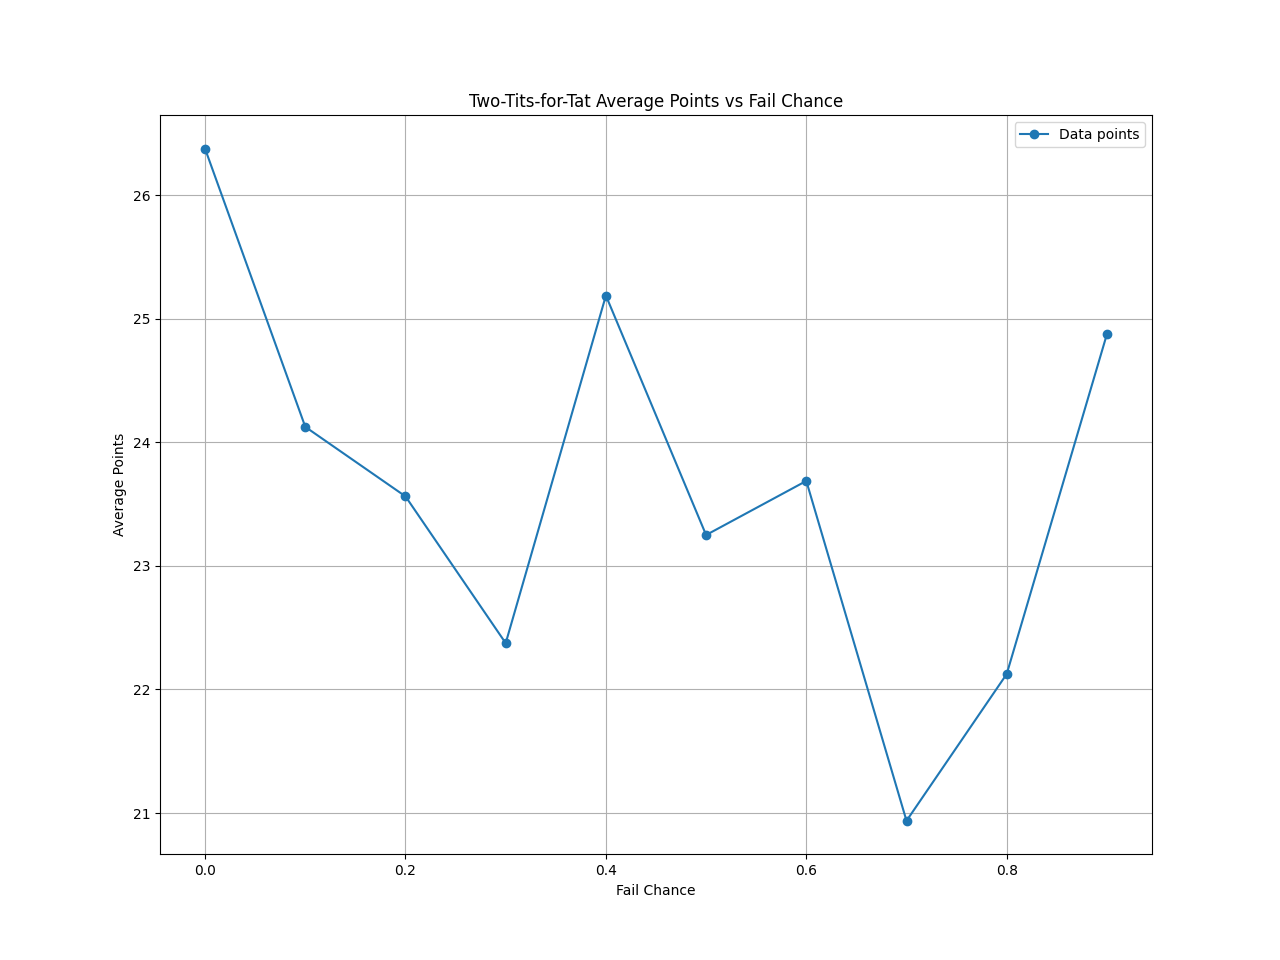 Two-Tits-for-Tat Average Points vs Fail Chance
Data points
26
25
24
23
22
21
Average Points
0.0 0.2 0.4 0.6 0.8
Fail Chance